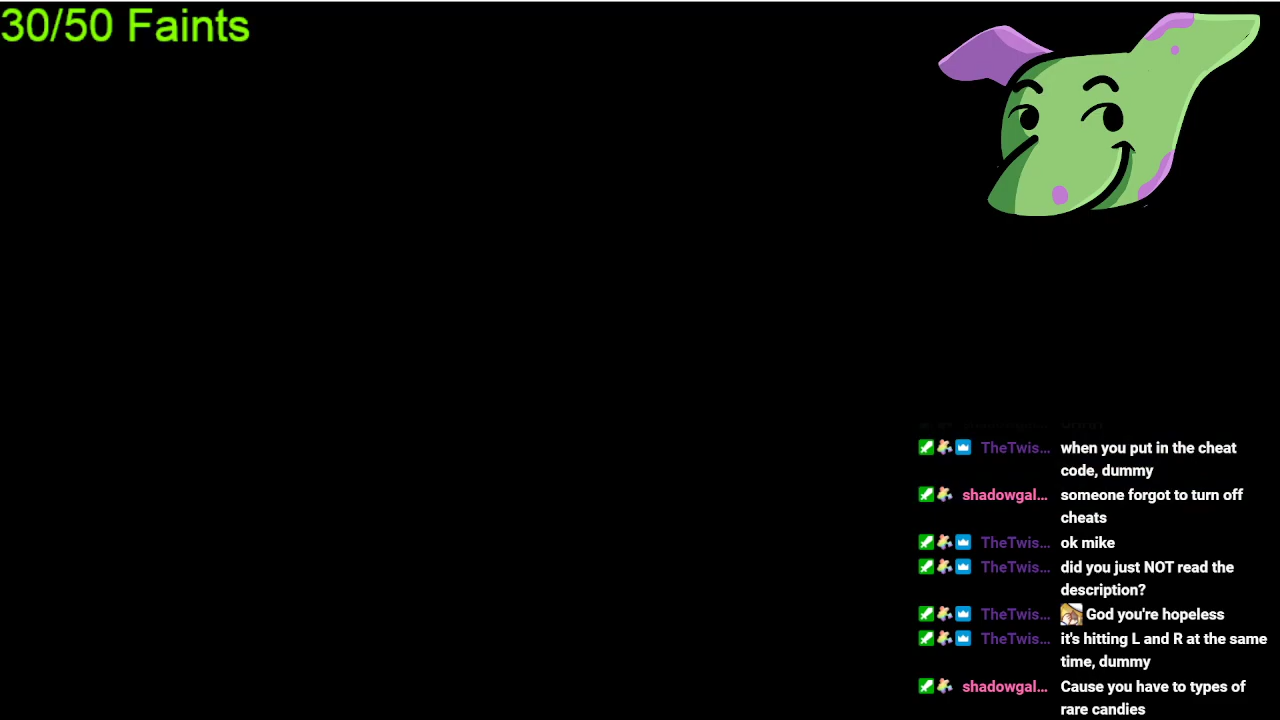 30/50 Faints
TheTwis... when you put in the cheat
code, dummy
shadowgal... someone forgot to turn off
cheats
TheTwis... ok mike
TheTwis... did you just NOT read the
description?
TheTwis... God you're hopeless
TheTwis... it's hitting L and R at the same
time, dummy
shadowgal... Cause you have to types of
rare candies